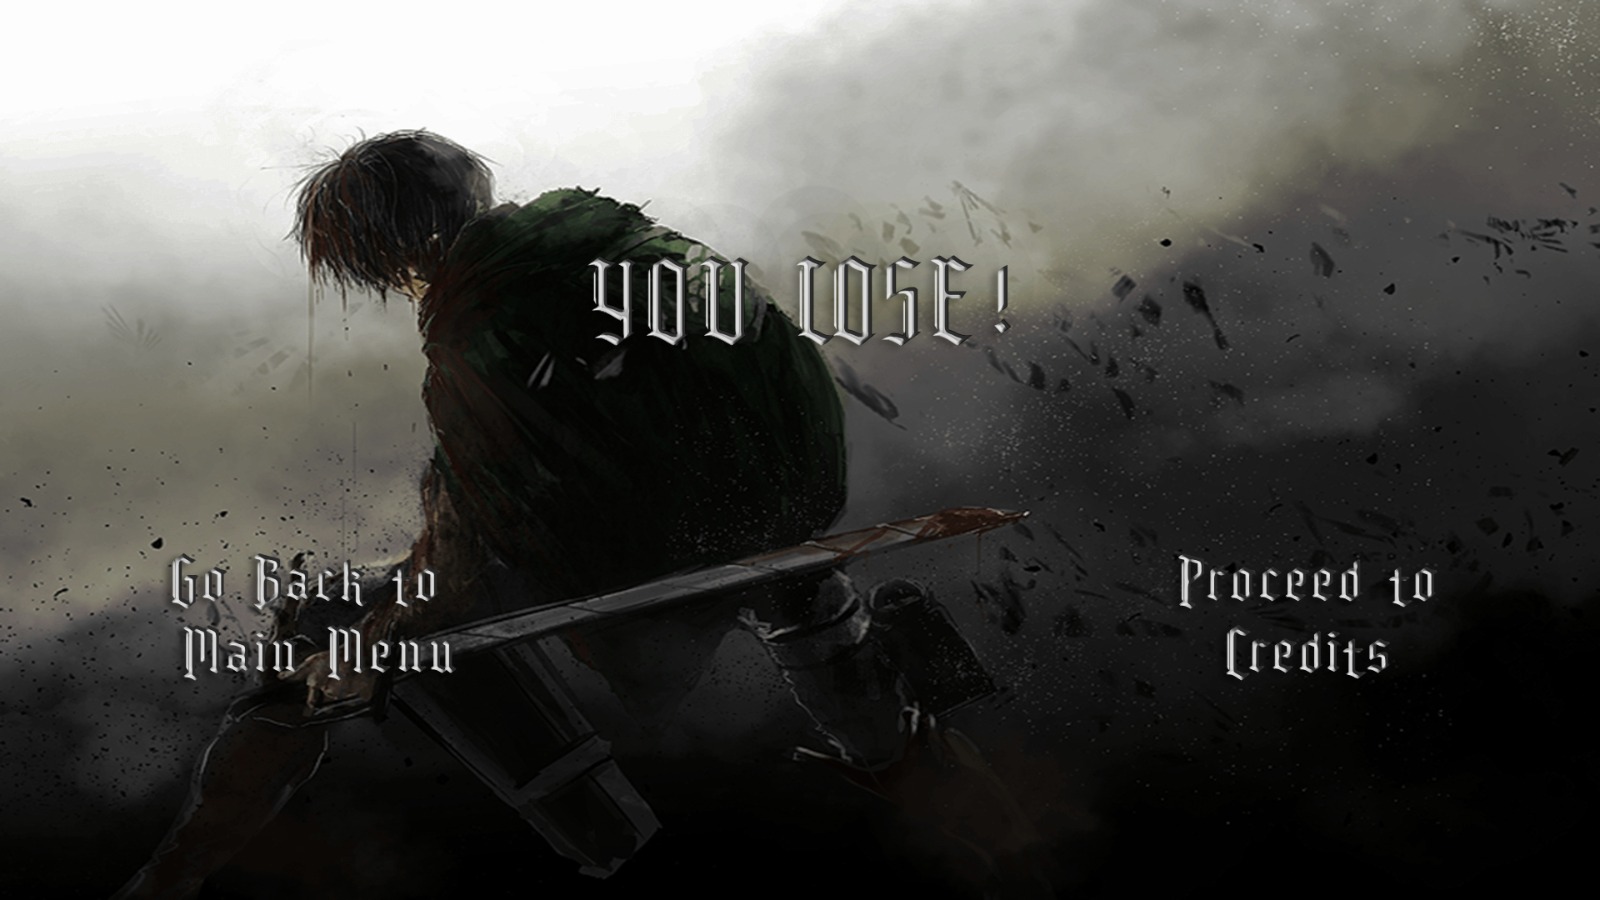 YOU LOSE!
Go Back to
Main Menu
Proceed to
Credits